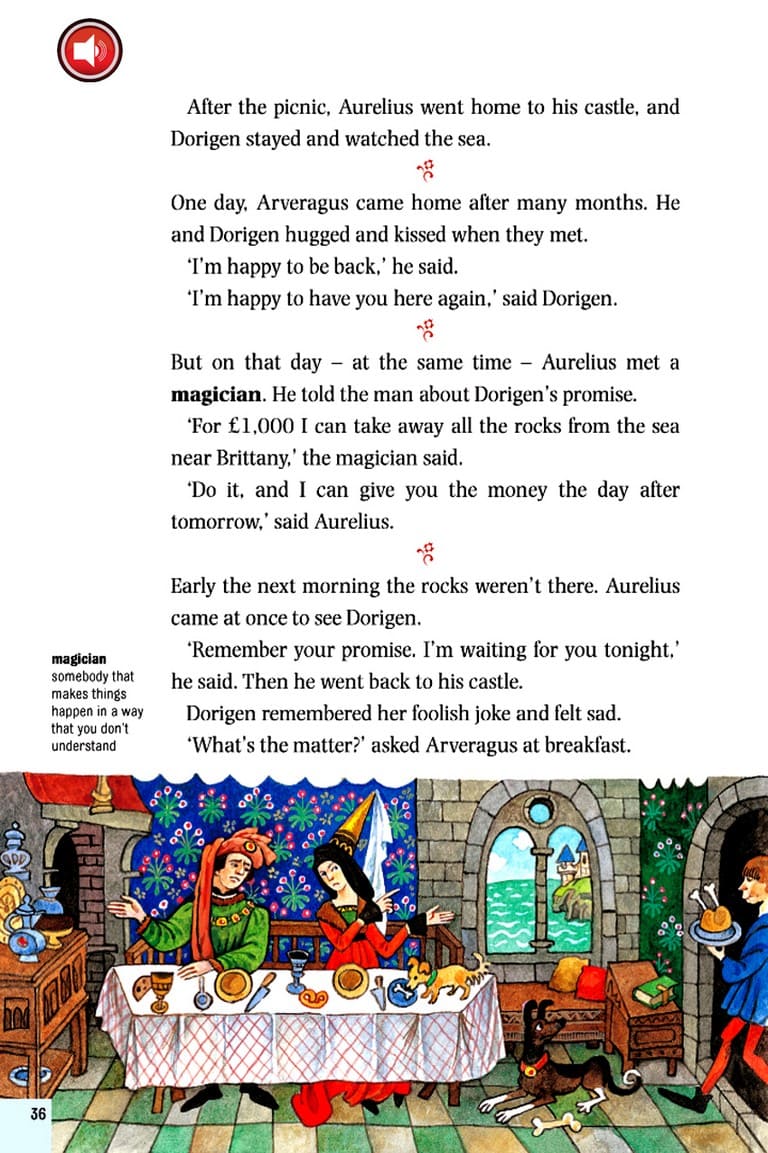 After the picnic, Aurelius went home to his castle, and
Dorigen stayed and watched the sea.
One day, Arveragus came home after many months. He
and Dorigen hugged and kissed when they met.
‘I’m happy to be back,’ he said.
‘I’m happy to have you here again,’ said Dorigen.
But on that day – at the same time – Aurelius met a
magician. He told the man about Dorigen’s promise.
‘For £1,000 I can take away all the rocks from the sea
near Brittany,’ the magician said.
‘Do it, and I can give you the money the day after
tomorrow,’ said Aurelius.
Early the next morning the rocks weren’t there. Aurelius
came at once to see Dorigen.
‘Remember your promise. I’m waiting for you tonight,’
he said. Then he went back to his castle.
Dorigen remembered her foolish joke and felt sad.
‘What’s the matter?’ asked Arveragus at breakfast.
magician
somebody that
makes things
happen in a way
that you don’t
understand
36